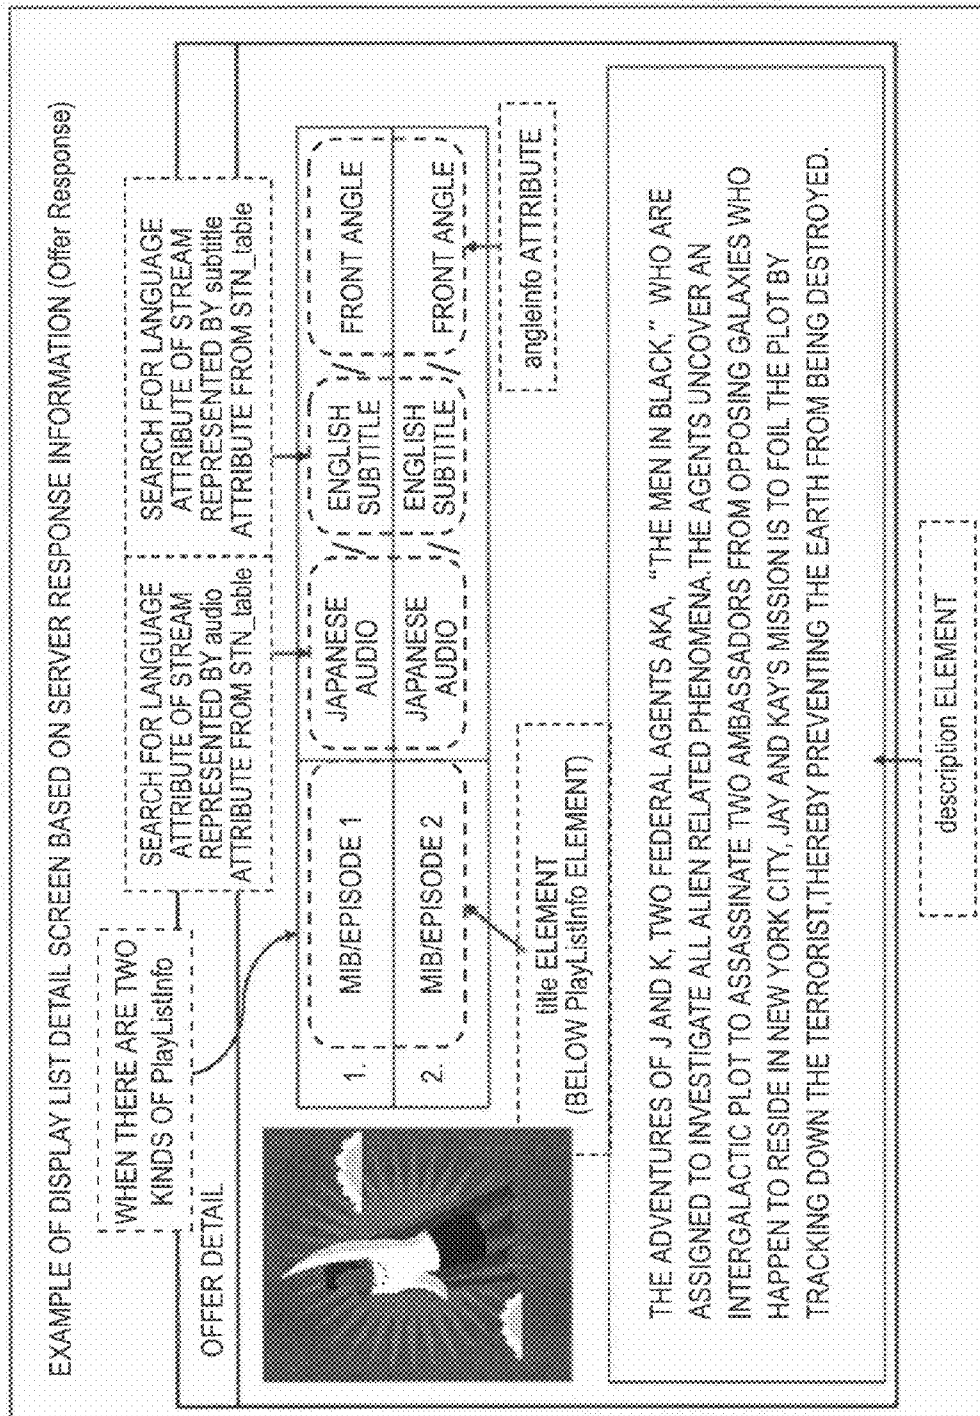 EXAMPLE OF DISPLAY LIST DETAIL SCREEN BASED ON SERVER RESPONSE INFORMATION (Offer Response)
WHEN THERE ARE TWO
KINDS OF PlayListInfo
SEARCH FOR LANGUAGE
ATTRIBUTE OF STREAM
REPRESENTED BY audio
ATTRIBUTE FROM STN_table
SEARCH FOR LANGUAGE
ATTRIBUTE OF STREAM
REPRESENTED BY subtitle
ATTRIBUTE FROM STN_table
OFFER DETAIL
1. MIB/EPISODE 1 JAPANESE AUDIO / ENGLISH SUBTITLE / FRONT ANGLE
2. MIB/EPISODE 2 JAPANESE AUDIO / ENGLISH SUBTITLE / FRONT ANGLE
title ELEMENT
(BELOW PlayListInfo ELEMENT)
angleinfo ATTRIBUTE
THE ADVENTURES OF J AND K, TWO FEDERAL AGENTS AKA, "THE MEN IN BLACK," WHO ARE
ASSIGNED TO INVESTIGATE ALL ALIEN RELATED PHENOMENA.THE AGENTS UNCOVER AN
INTERGALACTIC PLOT TO ASSASSINATE TWO AMBASSADORS FROM OPPOSING GALAXIES WHO
HAPPEN TO RESIDE IN NEW YORK CITY, JAY AND KAY'S MISSION IS TO FOIL THE PLOT BY
TRACKING DOWN THE TERRORIST,THEREBY PREVENTING THE EARTH FROM BEING DESTROYED.
description ELEMENT